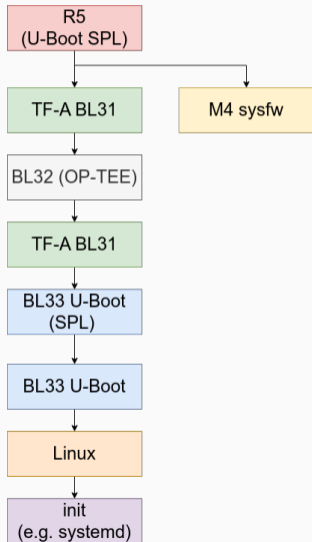 R5
(U-Boot SPL)
TF-A BL31
M4 sysfw
BL32 (OP-TEE)
TF-A BL31
BL33 U-Boot
(SPL)
BL33 U-Boot
Linux
init
(e.g. systemd)